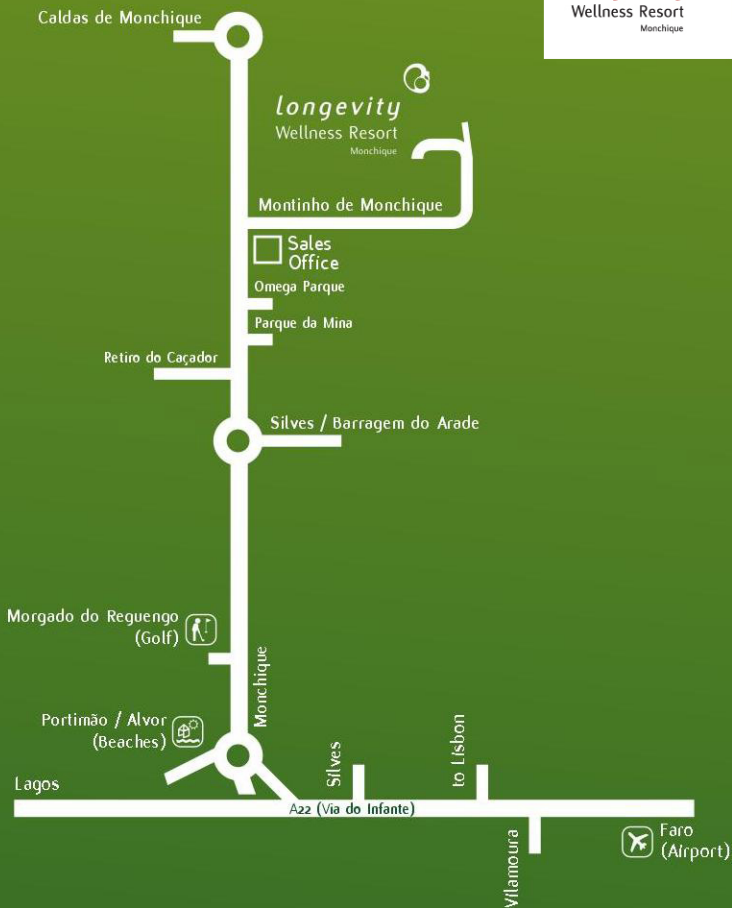 Wellness Resort
Monchique
Caldas de Monchique
longevity
Wellness Resort
Monchique
Montinho de Monchique
Sales
Office
Omega Parque
Parque da Mina
Retiro do Caçador
Silves / Barragem do Arade
Morgado do Reguengo
(Golf)
Monchique
Portimão / Alvor
(Beaches)
Silves
to Lisbon
Lagos
A22 (Via do Infante)
Vilamoura
Faro
(Airport)